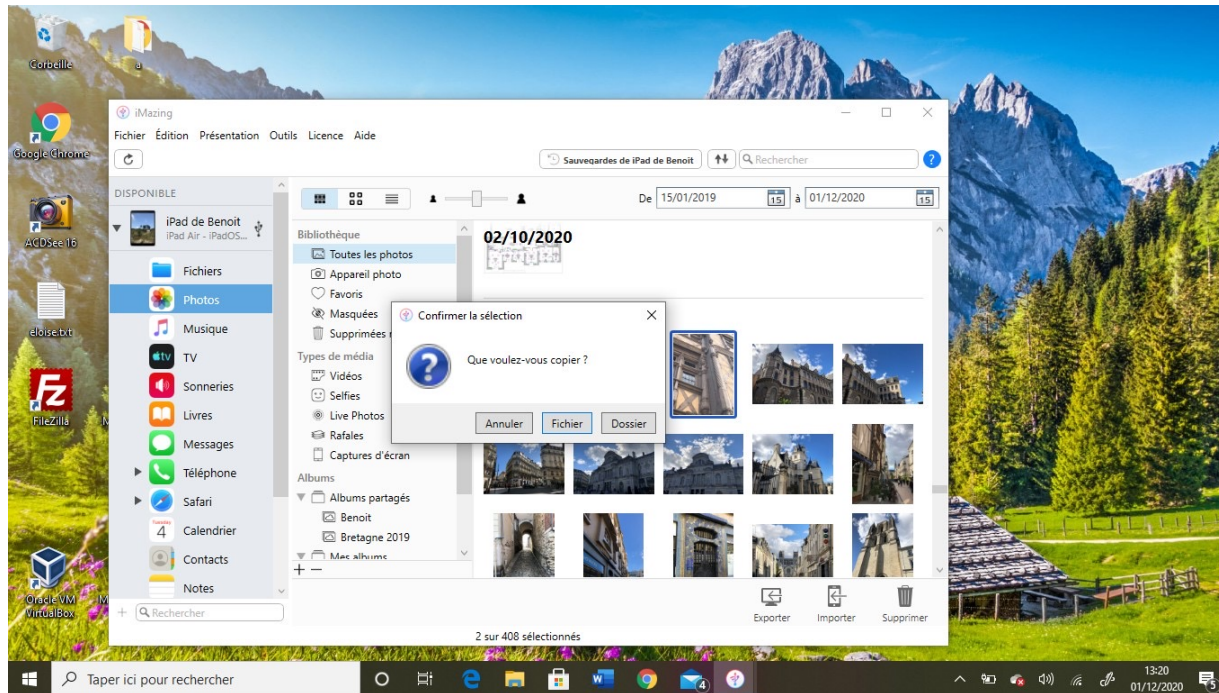 Corbeille
a
Google Chrome
ACDSee 16
eloise.txt
FileZilla
M
Oracle VM
VirtualBox
M
iMazing
Fichier Édition Présentation Outils Licence Aide
Sauvegardes de iPad de Benoit
Rechercher
?
DISPONIBLE
iPad de Benoit
iPad Air - iPadOS...
Fichiers
Photos
Musique
tv
TV
Sonneries
Livres
Messages
Téléphone
Safari
4
Calendrier
Contacts
Notes
+
Rechercher
De 15/01/2019 15 à 01/12/2020 15
Bibliothèque
Toutes les photos
Appareil photo
Favoris
Masquées
Supprimées r
Types de média
Vidéos
Selfies
Live Photos
Rafales
Captures d'écran
Albums
Albums partagés
Benoit
Bretagne 2019
Mes albums
+ −
02/10/2020
Confirmer la sélection
Que voulez-vous copier ?
Annuler Fichier Dossier
Exporter Importer Supprimer
2 sur 408 sélectionnés
Taper ici pour rechercher
4
13:20
01/12/2020
5